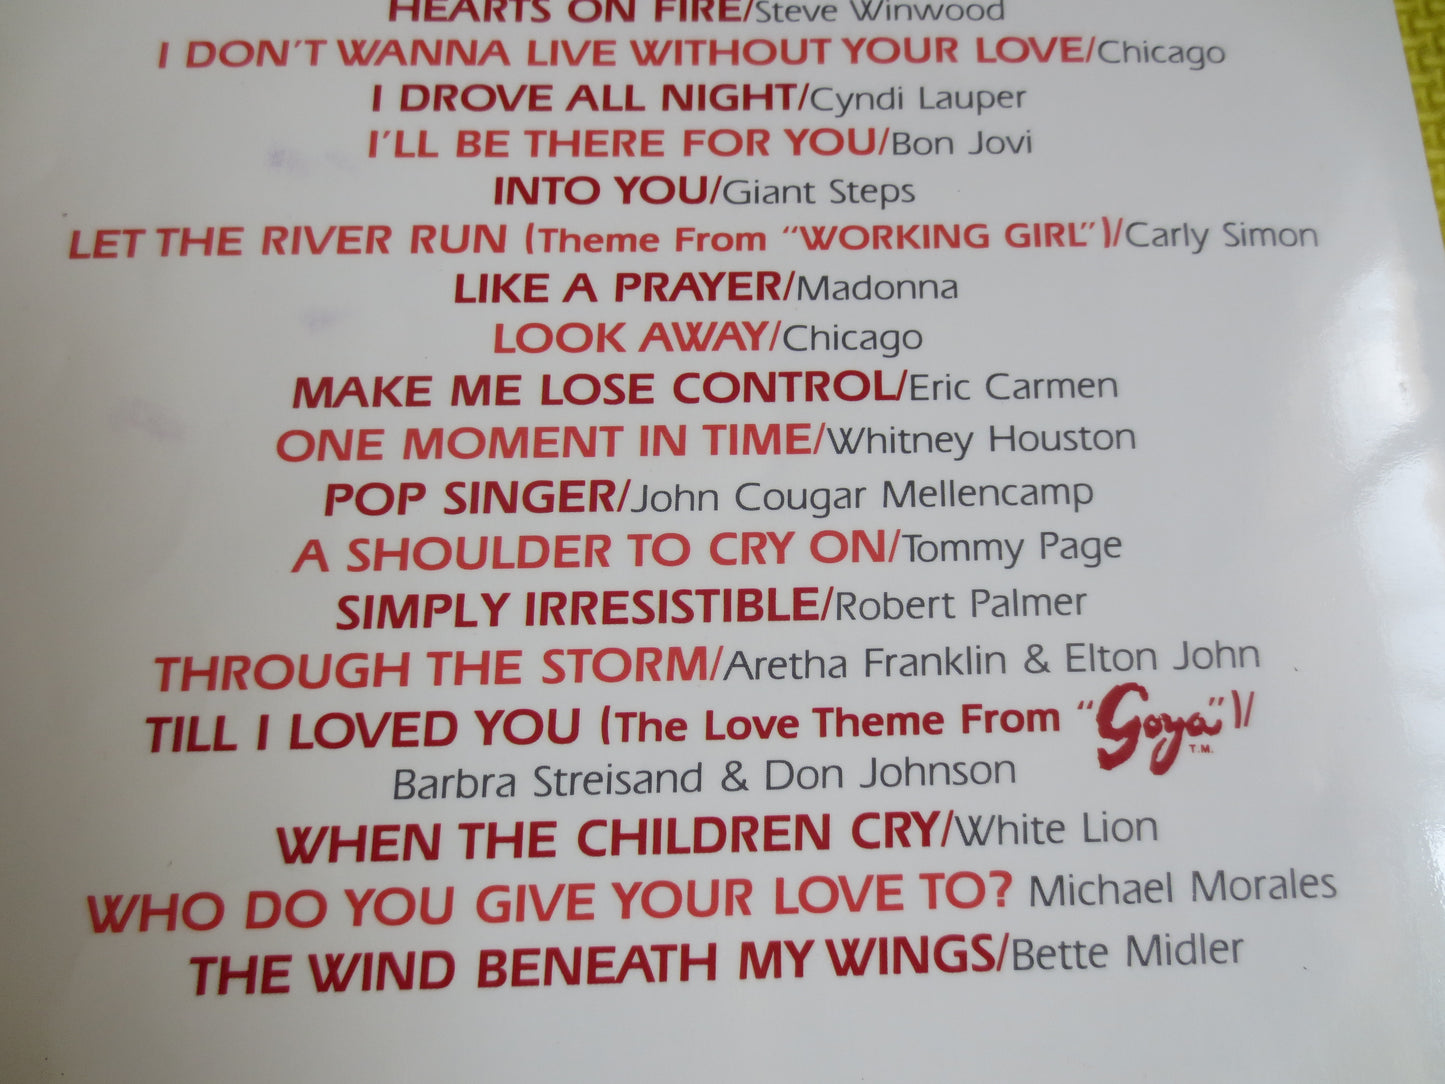 HEARTS ON FIRE/Steve Winwood
I DON'T WANNA LIVE WITHOUT YOUR LOVE/Chicago
I DROVE ALL NIGHT/Cyndi Lauper
I'LL BE THERE FOR YOU/Bon Jovi
INTO YOU/Giant Steps
LET THE RIVER RUN (Theme From "WORKING GIRL")/Carly Simon
LIKE A PRAYER/Madonna
LOOK AWAY/Chicago
MAKE ME LOSE CONTROL/Eric Carmen
ONE MOMENT IN TIME/Whitney Houston
POP SINGER/John Cougar Mellencamp
A SHOULDER TO CRY ON/Tommy Page
SIMPLY IRRESISTIBLE/Robert Palmer
THROUGH THE STORM/Aretha Franklin & Elton John
TILL I LOVED YOU (The Love Theme From "Goya" T.M.)/
Barbra Streisand & Don Johnson
WHEN THE CHILDREN CRY/White Lion
WHO DO YOU GIVE YOUR LOVE TO? Michael Morales
THE WIND BENEATH MY WINGS/Bette Midler